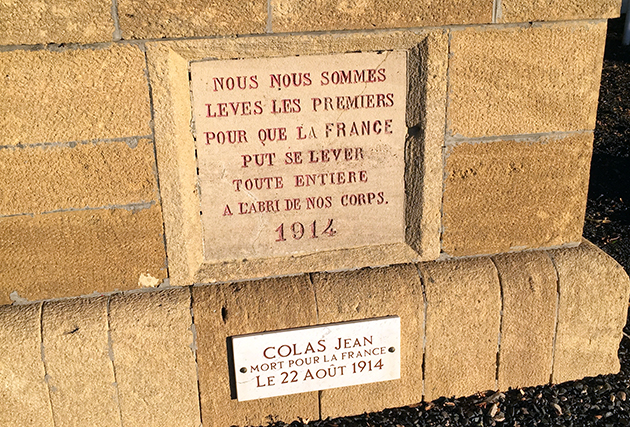 NOUS NOUS SOMMES
LEVES LES PREMIERS
POUR QUE LA FRANCE
PUT SE LEVER
TOUTE ENTIERE
A L'ABRI DE NOS CORPS.
1914
COLAS JEAN
MORT POUR LA FRANCE
LE 22 AOÛT 1914